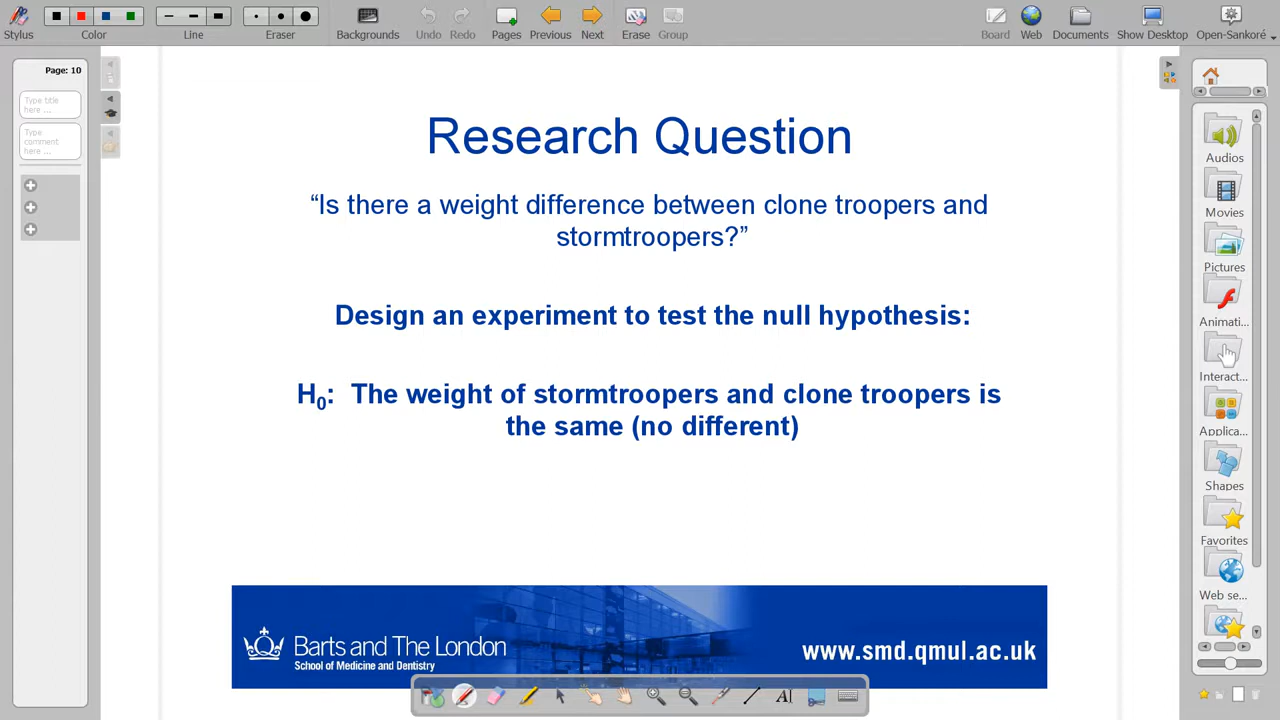 Stylus
Color
Line
Eraser
Backgrounds
Undo
Redo
Pages
Previous
Next
Erase
Group
Board
Web
Documents
Show Desktop
Open-Sankoré
Page: 10
Type title
here ...
Type
comment
here ...
Research Question
“Is there a weight difference between clone troopers and
stormtroopers?”
Design an experiment to test the null hypothesis:
H₀: The weight of stormtroopers and clone troopers is
the same (no different)
Barts and The London
School of Medicine and Dentistry
www.smd.qmul.ac.uk
Audios
Movies
Pictures
Animati...
Interact...
Applica...
Shapes
Favorites
Web se...